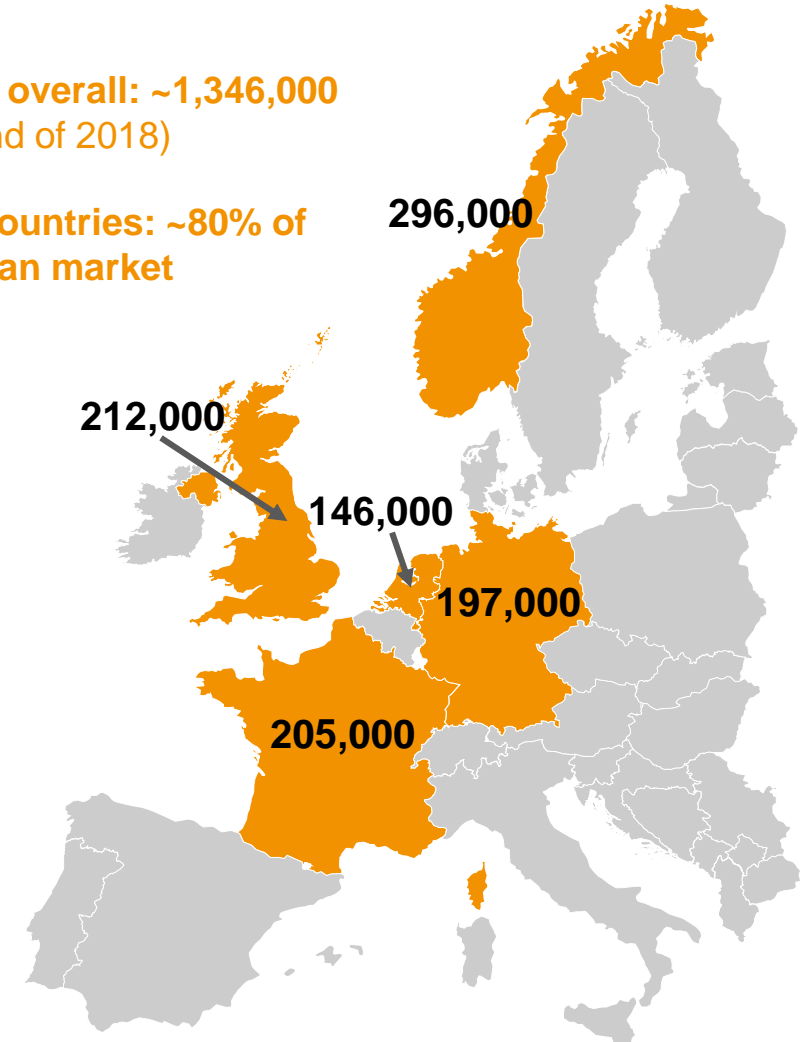 overall: ~1,346,000
nd of 2018)
ountries: ~80% of
an market
296,000
212,000
146,000
197,000
205,000